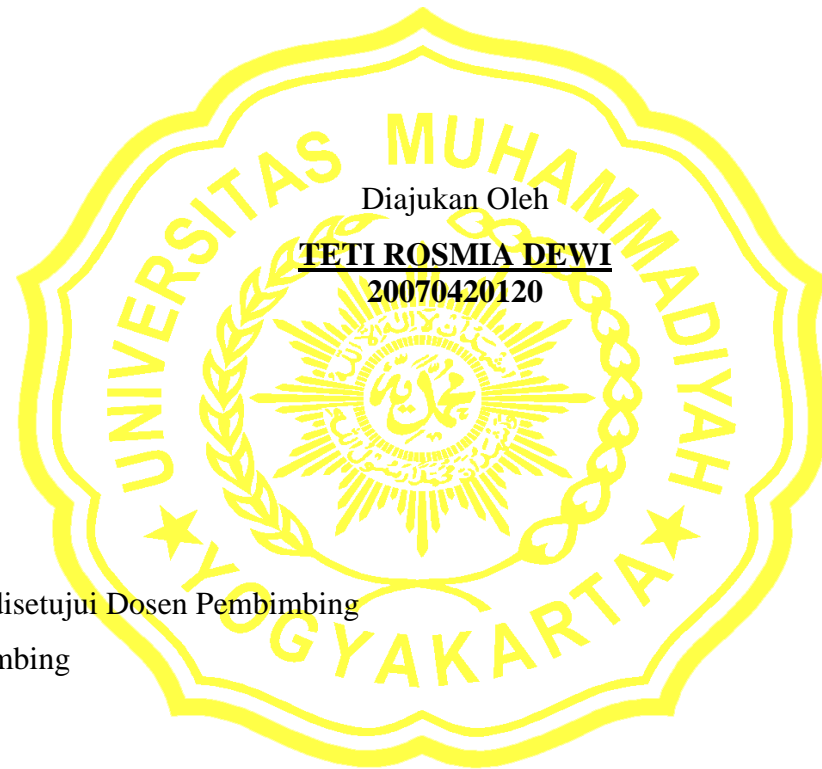 UNIVERSITAS MUHAMMADIYAH
Diajukan Oleh
TETI ROSMIA DEWI
20070420120
disetujui Dosen Pembimbing
mbing
YOGYAKARTA